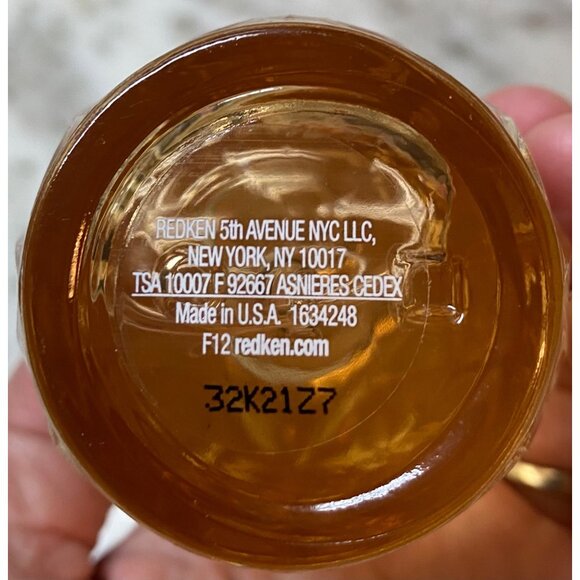 REDKEN 5th AVENUE NYC LLC,
NEW YORK, NY 10017
TSA 10007 F 92667 ASNIERES CEDEX
Made in U.S.A. 1634248
F12 redken.com
32K21Z7